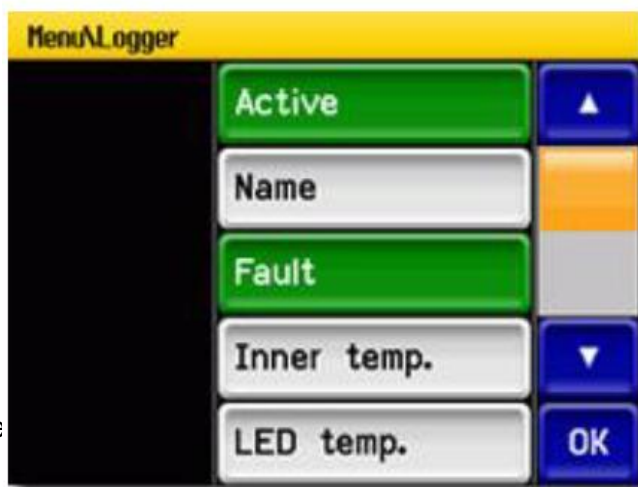 Menu\Logger
Active
Name
Fault
Inner temp.
LED temp.
OK